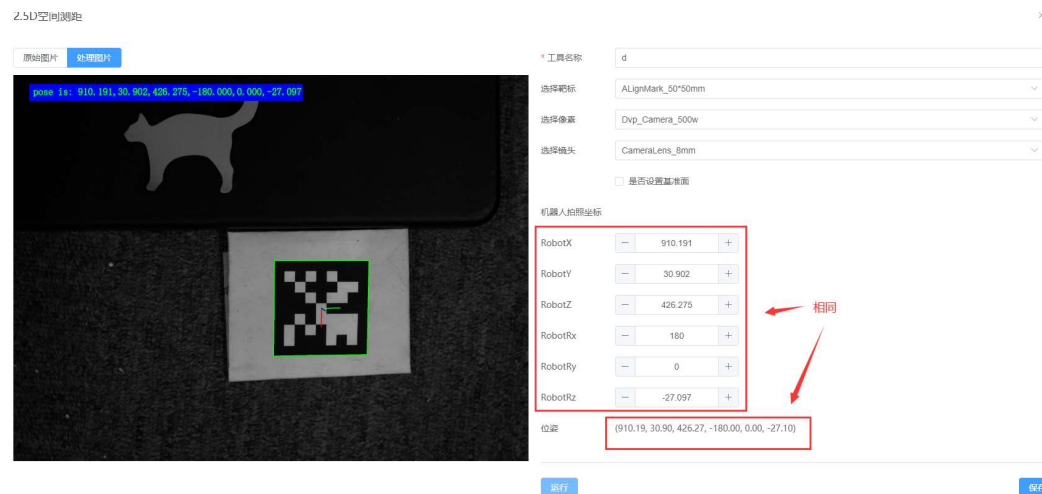 2.5D空间测距
原始图片 处理图片
pose is: 910.191,30.902,426.275,-180.000,0.000,-27.097
* 工具名称 d
选择靶标 ALignMark_50*50mm
选择像素 Dvp_Camera_500w
选择镜头 CameraLens_8mm
是否设置基准面
机器人拍照坐标
RobotX − 910.191 +
RobotY − 30.902 +
RobotZ − 426.275 +
相同
RobotRx − 180 +
RobotRy − 0 +
RobotRz − -27.097 +
位姿 (910.19, 30.90, 426.27, -180.00, 0.00, -27.10)
运行 保存